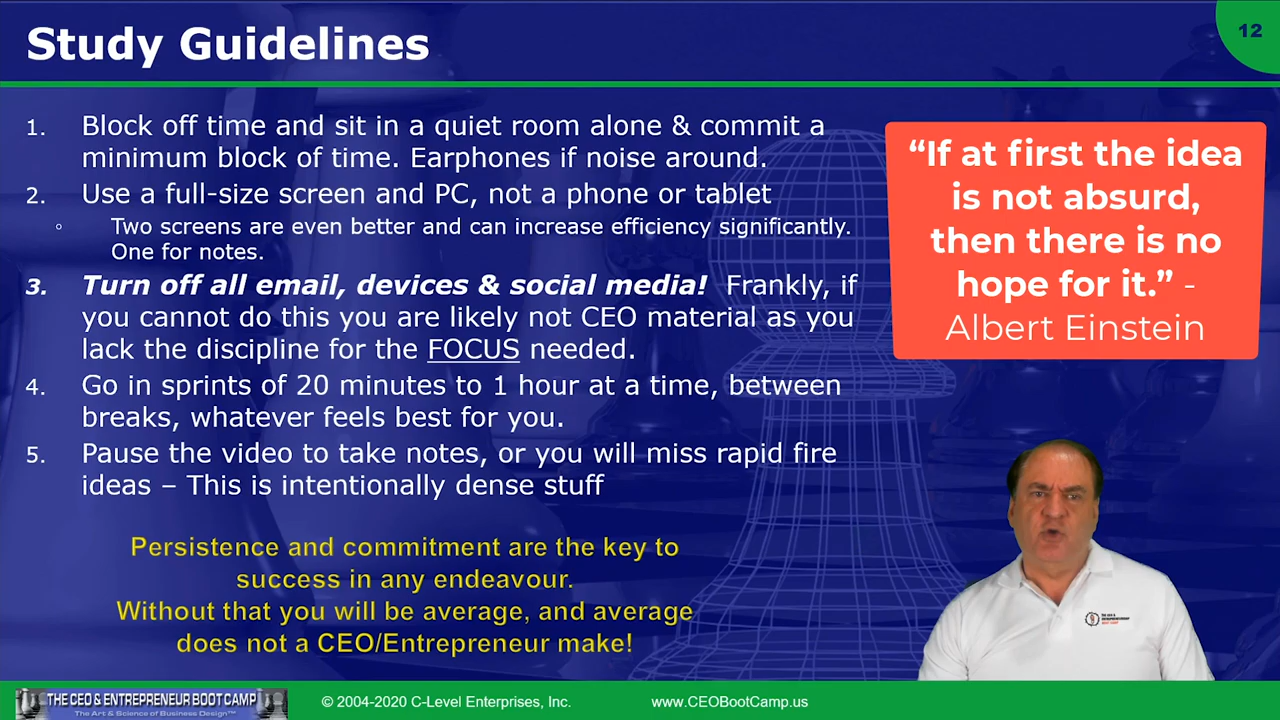 Study Guidelines
12
1. Block off time and sit in a quiet room alone & commit a
minimum block of time. Earphones if noise around.
2. Use a full-size screen and PC, not a phone or tablet
◦ Two screens are even better and can increase efficiency significantly.
One for notes.
3. Turn off all email, devices & social media! Frankly, if
you cannot do this you are likely not CEO material as you
lack the discipline for the FOCUS needed.
4. Go in sprints of 20 minutes to 1 hour at a time, between
breaks, whatever feels best for you.
5. Pause the video to take notes, or you will miss rapid fire
ideas – This is intentionally dense stuff
Persistence and commitment are the key to
success in any endeavour.
Without that you will be average, and average
does not a CEO/Entrepreneur make!
“If at first the idea
is not absurd,
then there is no
hope for it.” -
Albert Einstein
THE CEO & ENTREPRENEUR BOOT CAMP
The Art & Science of Business Design™
© 2004-2020 C-Level Enterprises, Inc.
www.CEOBootCamp.us